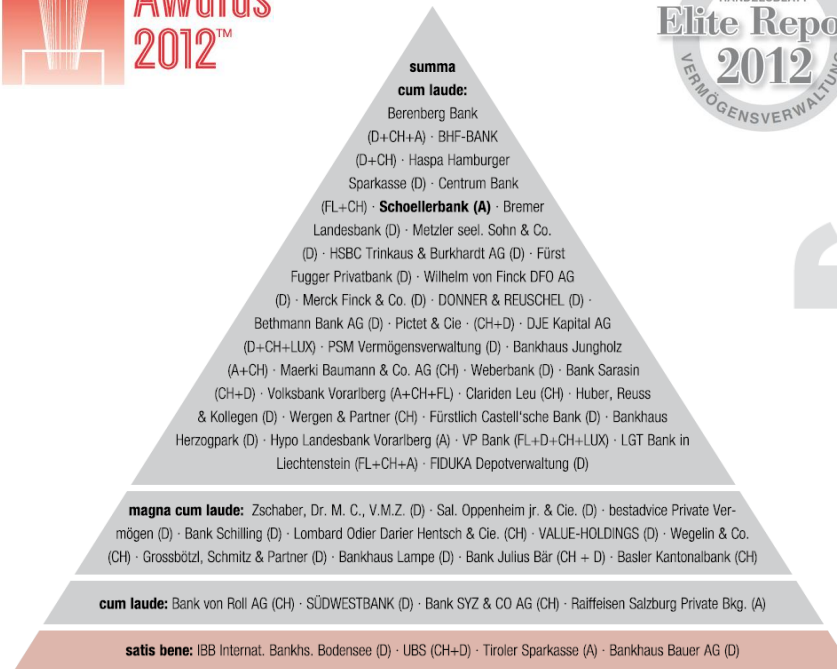 Awards
2012™
Elite Repo
2012
VERMÖGENSVERWALTUNG
summa
cum laude:
Berenberg Bank
(D+CH+A) · BHF-BANK
(D+CH) · Haspa Hamburger
Sparkasse (D) · Centrum Bank
(FL+CH) · Schoellerbank (A) · Bremer
Landesbank (D) · Metzler seel. Sohn & Co.
(D) · HSBC Trinkaus & Burkhardt AG (D) · Fürst
Fugger Privatbank (D) · Wilhelm von Finck DFO AG
(D) · Merck Finck & Co. (D) · DONNER & REUSCHEL (D) ·
Bethmann Bank AG (D) · Pictet & Cie · (CH+D) · DJE Kapital AG
(D+CH+LUX) · PSM Vermögensverwaltung (D) · Bankhaus Jungholz
(A+CH) · Maerki Baumann & Co. AG (CH) · Weberbank (D) · Bank Sarasin
(CH+D) · Volksbank Vorarlberg (A+CH+FL) · Clariden Leu (CH) · Huber, Reuss
& Kollegen (D) · Wergen & Partner (CH) · Fürstlich Castell'sche Bank (D) · Bankhaus
Herzogpark (D) · Hypo Landesbank Vorarlberg (A) · VP Bank (FL+D+CH+LUX) · LGT Bank in
Liechtenstein (FL+CH+A) · FIDUKA Depotverwaltung (D)
magna cum laude: Zschaber, Dr. M. C., V.M.Z. (D) · Sal. Oppenheim jr. & Cie. (D) · bestadvice Private Ver-
mögen (D) · Bank Schilling (D) · Lombard Odier Darier Hentsch & Cie. (CH) · VALUE-HOLDINGS (D) · Wegelin & Co.
(CH) · Grossbötzl, Schmitz & Partner (D) · Bankhaus Lampe (D) · Bank Julius Bär (CH + D) · Basler Kantonalbank (CH)
cum laude: Bank von Roll AG (CH) · SÜDWESTBANK (D) · Bank SYZ & CO AG (CH) · Raiffeisen Salzburg Private Bkg. (A)
satis bene: IBB Internat. Bankhs. Bodensee (D) · UBS (CH+D) · Tiroler Sparkasse (A) · Bankhaus Bauer AG (D)